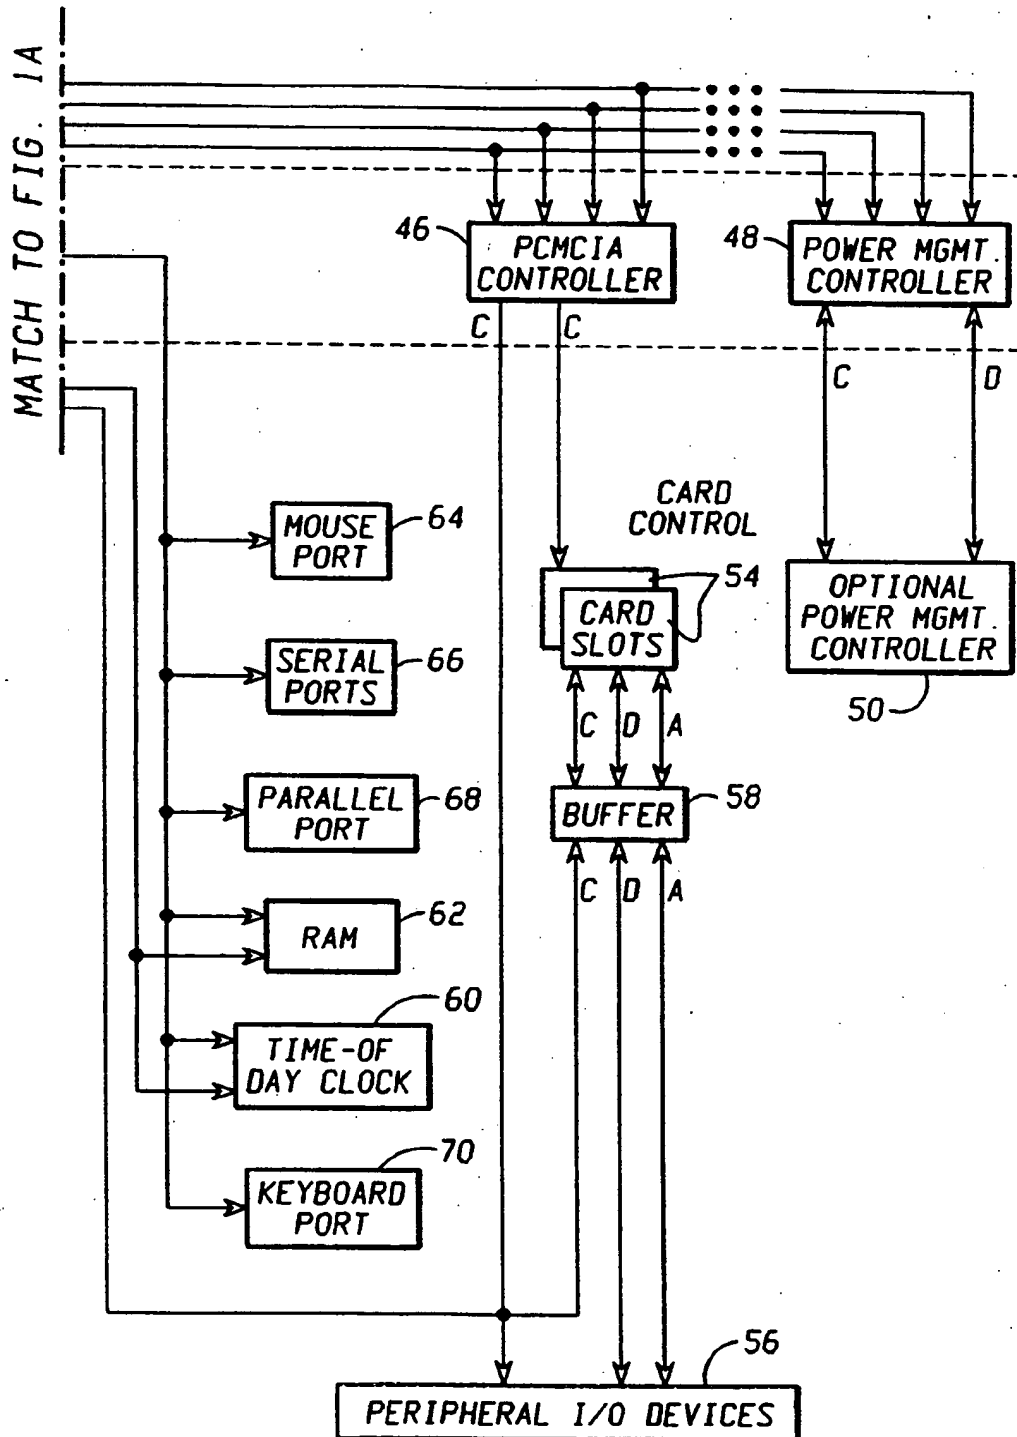 MATCH TO FIG. 1A
46
PCMCIA
CONTROLLER
48
POWER MGMT.
CONTROLLER
C
C
C
D
CARD
CONTROL
MOUSE
PORT
64
54
CARD
SLOTS
OPTIONAL
POWER MGMT.
CONTROLLER
50
SERIAL
PORTS
66
C
D
A
PARALLEL
PORT
68
BUFFER
58
C
D
A
RAM
62
60
TIME-OF
DAY CLOCK
70
KEYBOARD
PORT
56
PERIPHERAL I/O DEVICES